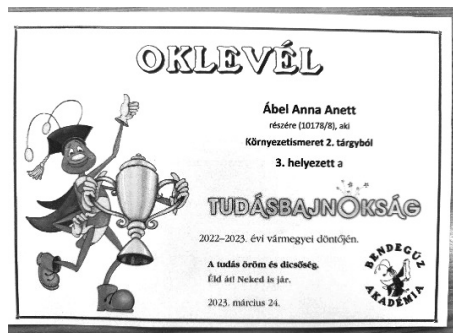 OKLEVÉL
Ábel Anna Anett
részére (10178/8), aki
Környezetismeret 2. tárgyból
3. helyezett a
TUDÁSBAJNOKSÁG
2022–2023. évi vármegyei döntőjén.
A tudás öröm és dicsőség.
Éld át! Neked is jár.
2023. március 24.
BENDEGÚZ
AKADÉMIA